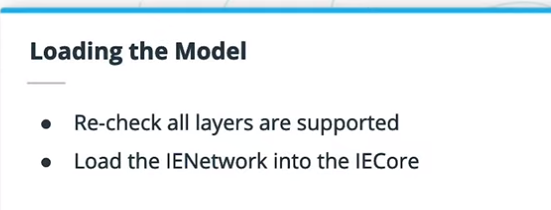 Loading the Model
● Re-check all layers are supported
● Load the IENetwork into the IECore